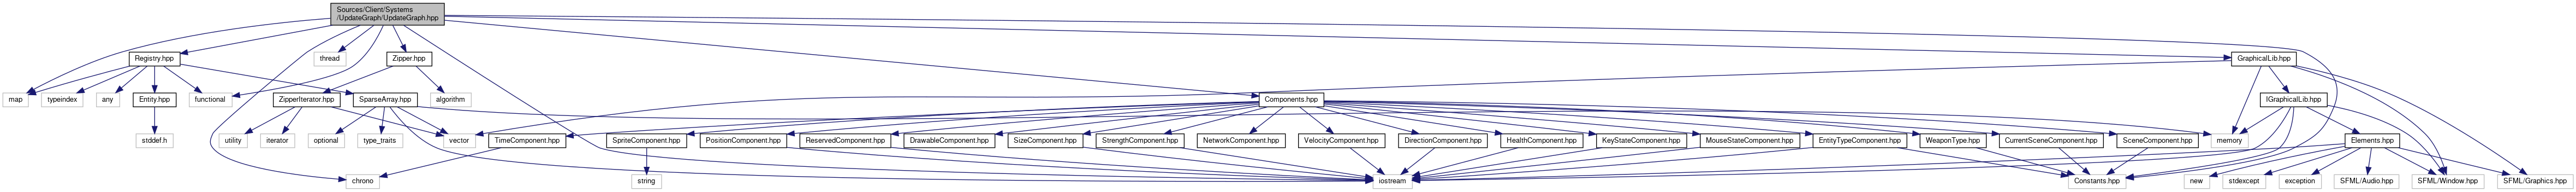 Sources/Client/Systems
/UpdateGraph/UpdateGraph.hpp
Registry.hpp
thread
Zipper.hpp
GraphicalLib.hpp
map
typeindex
any
Entity.hpp
functional
ZipperIterator.hpp
SparseArray.hpp
algorithm
Components.hpp
IGraphicalLib.hpp
stddef.h
utility
iterator
optional
type_traits
vector
TimeComponent.hpp
SpriteComponent.hpp
PositionComponent.hpp
ReservedComponent.hpp
DrawableComponent.hpp
SizeComponent.hpp
StrengthComponent.hpp
NetworkComponent.hpp
VelocityComponent.hpp
DirectionComponent.hpp
HealthComponent.hpp
KeyStateComponent.hpp
MouseStateComponent.hpp
EntityTypeComponent.hpp
WeaponType.hpp
CurrentSceneComponent.hpp
SceneComponent.hpp
memory
Elements.hpp
chrono
string
iostream
Constants.hpp
new
stdexcept
exception
SFML/Audio.hpp
SFML/Window.hpp
SFML/Graphics.hpp